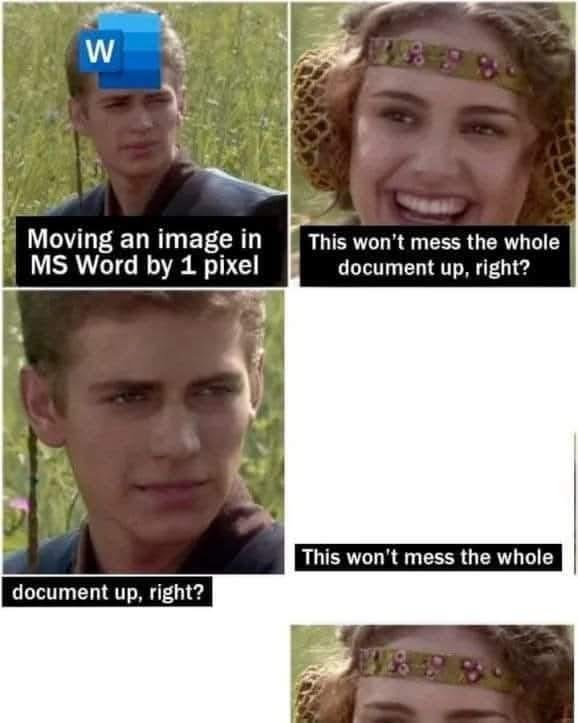 W
Moving an image in
MS Word by 1 pixel
This won't mess the whole
document up, right?
This won't mess the whole
document up, right?